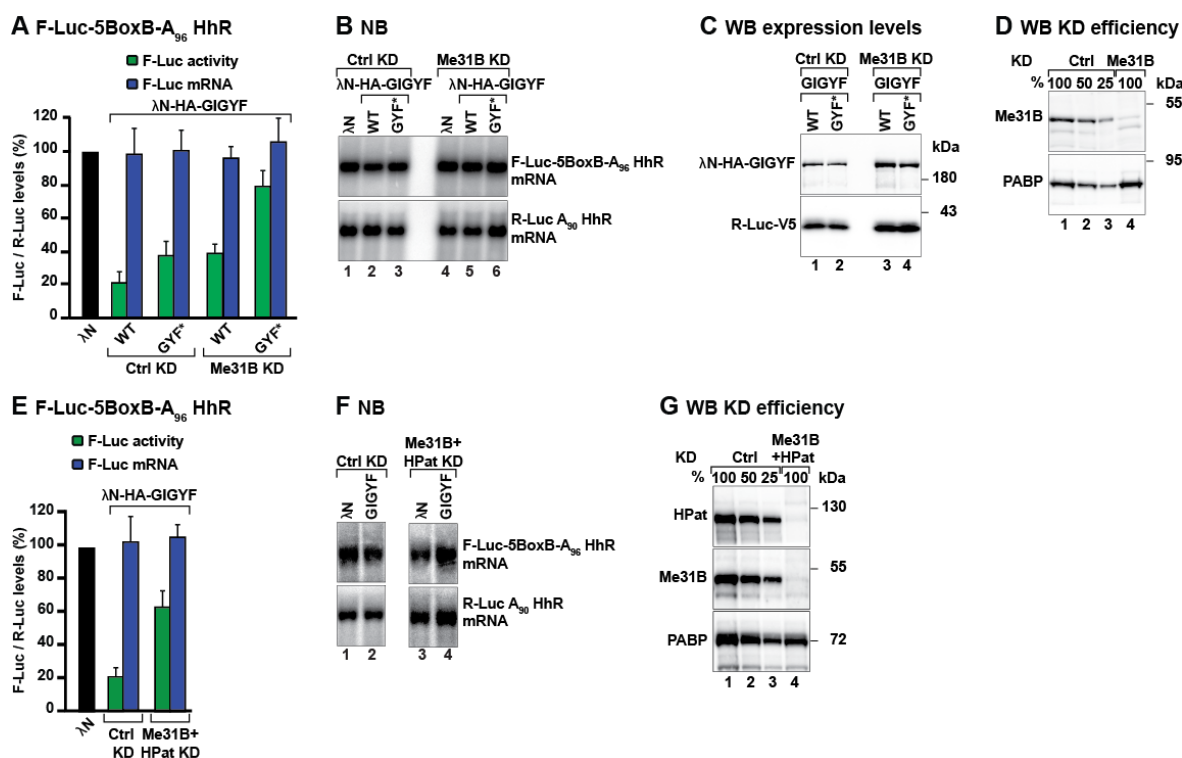 A F-Luc-5BoxB-A96 HhR
F-Luc activity
F-Luc mRNA
λN-HA-GIGYF
F-Luc / R-Luc levels (%)
100
80
60
40
20
0
λN
WT
GYF*
WT
GYF*
Ctrl KD
Me31B KD
B NB
Ctrl KD
Me31B KD
λN-HA-GIGYF
λN-HA-GIGYF
λN
WT
GYF*
λN
WT
GYF*
F-Luc-5BoxB-A96 HhR
mRNA
R-Luc A90 HhR
mRNA
1 2 3 4 5 6
C WB expression levels
Ctrl KD
Me31B KD
GIGYF
GIGYF
WT
GYF*
WT
GYF*
kDa
λN-HA-GIGYF
180
43
R-Luc-V5
1 2 3 4
D WB KD efficiency
KD Ctrl Me31B
% 100 50 25 100 kDa
55
Me31B
95
PABP
1 2 3 4
E F-Luc-5BoxB-A96 HhR
F-Luc activity
F-Luc mRNA
λN-HA-GIGYF
F-Luc / R-Luc levels (%)
120
100
80
60
40
20
0
λN
Ctrl
KD
Me31B+
HPat KD
F NB
Me31B+
Ctrl KD
HPat KD
λN
GIGYF
λN
GIGYF
F-Luc-5BoxB-A96 HhR
mRNA
R-Luc A90 HhR
mRNA
1 2 3 4
G WB KD efficiency
Me31B
KD Ctrl +HPat
% 100 50 25 100 kDa
130
HPat
55
Me31B
PABP
72
1 2 3 4